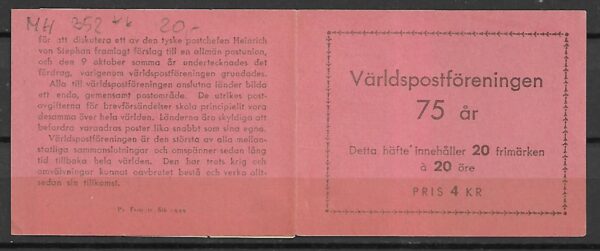 MH 352
20,-
för att diskutera ett av den tyske postchefen Heinrich
von Stephan framlagt förslag till en allmän postunion,
och den 9 oktober samma år undertecknades det
fördrag, varigenom världspostföreningen grundades.
Alla till världspostföreningen anslutna länder bilda
ett enda, gemensamt postområde. De utrikes post-
avgifterna för brevförsändelser skola principiellt vara
desamma över hela världen. Länderna äro skyldiga att
befordra varandras poster lika snabbt som sina egna.
Världspostföreningen är den största av alla mellan-
statliga sammanslutningar och omspänner sedan lång
tid tillbaka hela världen. Den har trots krig och
omvälvningar kunnat oavbrutet bestå och verka allt-
sedan sin tillkomst.
Världspostföreningen
75 år
Detta häfte innehåller 20 frimärken
à 20 öre
PRIS 4 KR